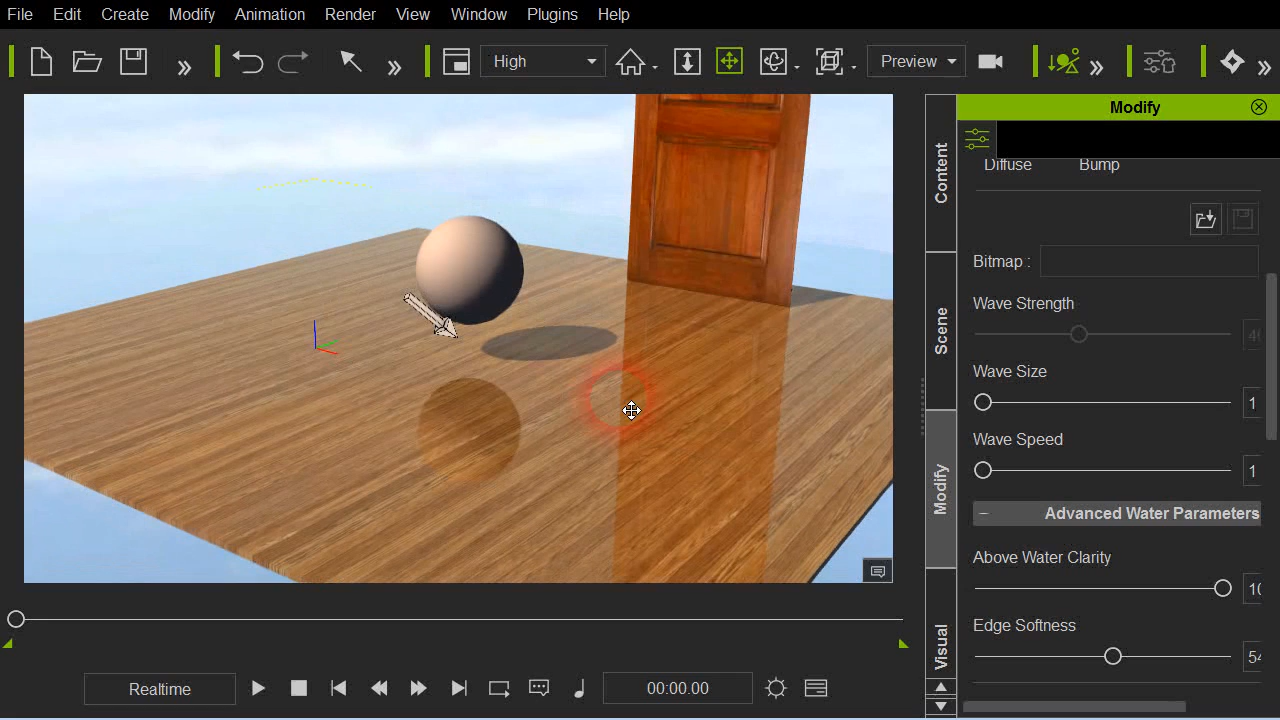 File Edit Create Modify Animation Render View Window Plugins Help
High Preview
Modify
Content
Scene
Modify
Visual
Diffuse Bump
Bitmap :
Wave Strength
Wave Size
1
Wave Speed
1
Advanced Water Parameters
Above Water Clarity
Edge Softness
Realtime 00:00.00